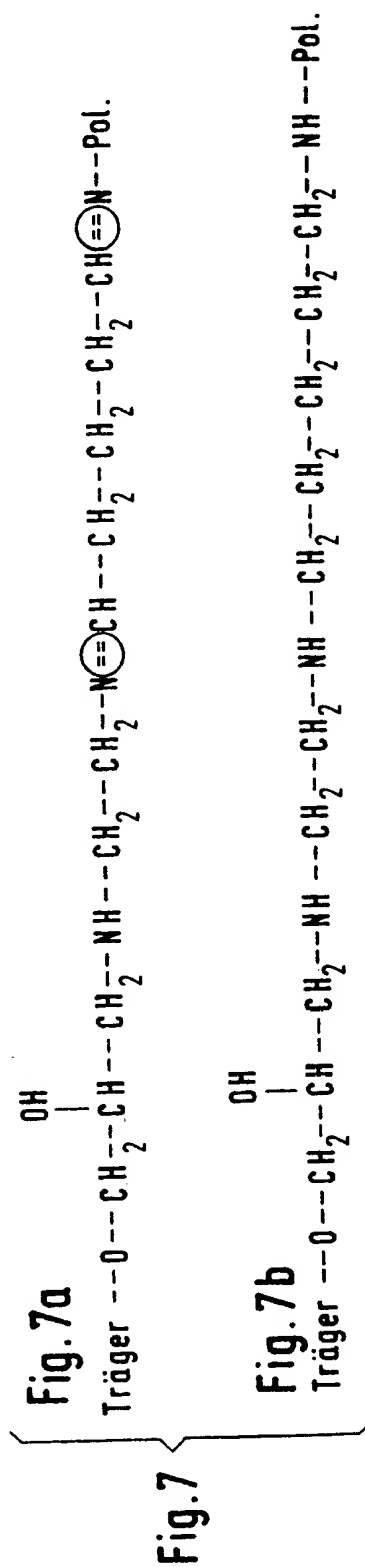 Fig.7
Fig.7a
OH
Träger --O---CH₂---CH---CH₂--NH---CH₂---CH₂--N==CH---CH₂---CH₂---CH₂---CH==N---Pol.
Fig.7b
OH
Träger --O---CH₂---CH---CH₂--NH---CH₂---CH₂--NH---CH₂---CH₂---CH₂---CH₂---CH₂--NH---Pol.